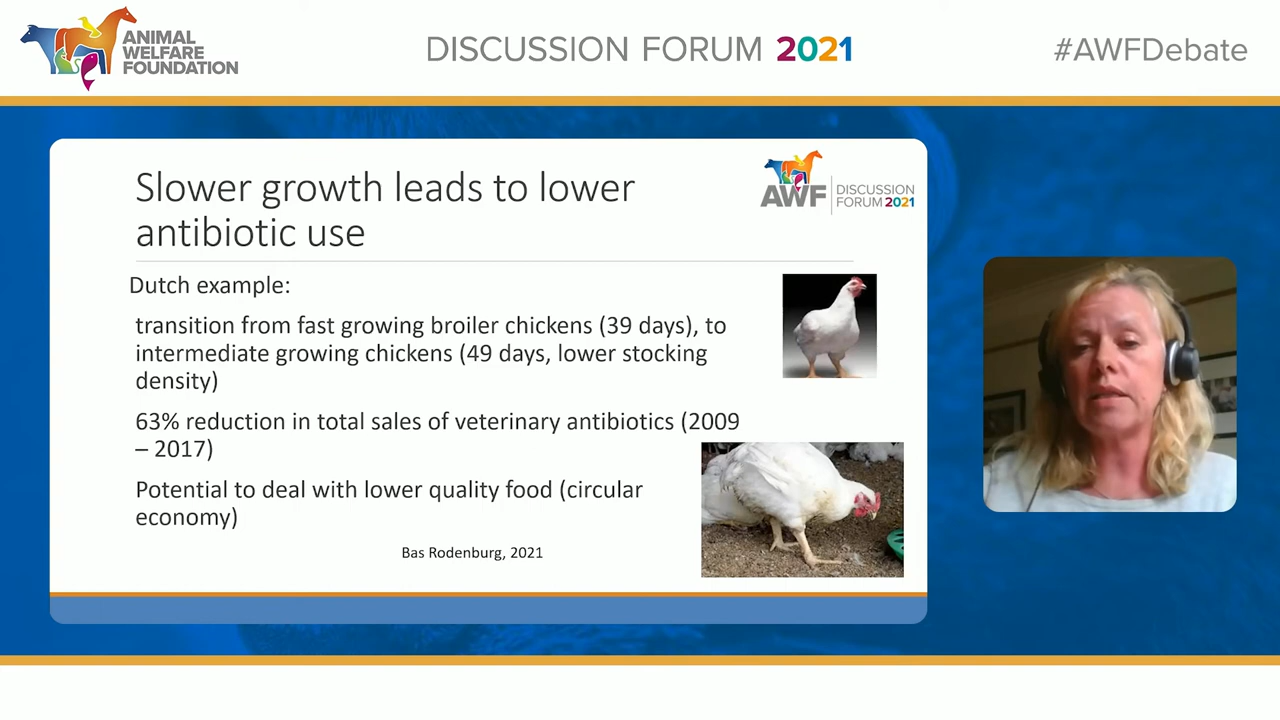 ANIMAL
WELFARE
FOUNDATION
DISCUSSION FORUM 2021
#AWFDebate
Slower growth leads to lower
antibiotic use
AWF
DISCUSSION
FORUM 2021
Dutch example:
transition from fast growing broiler chickens (39 days), to
intermediate growing chickens (49 days, lower stocking
density)
63% reduction in total sales of veterinary antibiotics (2009
– 2017)
Potential to deal with lower quality food (circular
economy)
Bas Rodenburg, 2021